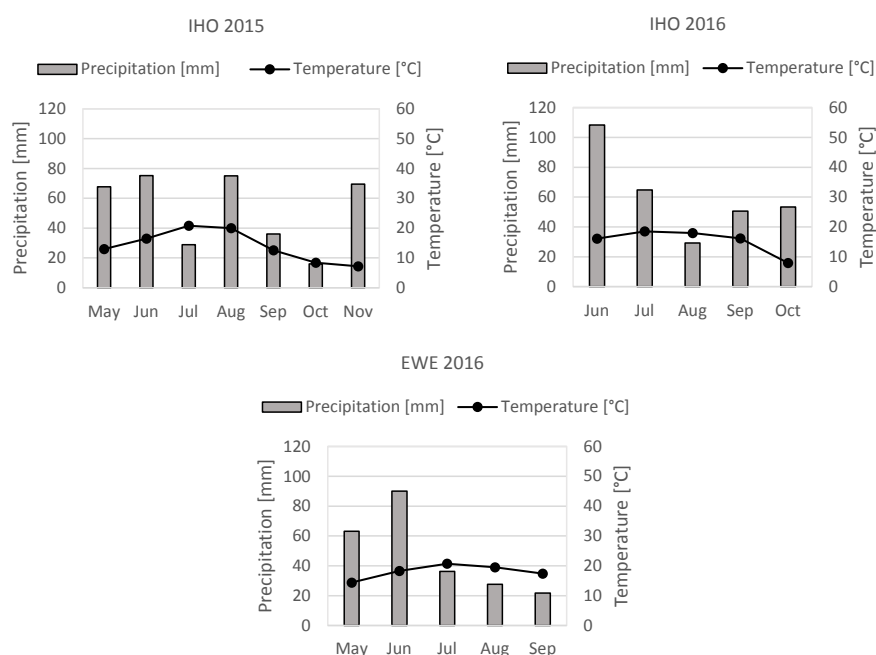 IHO 2015
Precipitation [mm] Temperature [°C]
120
100
80
60
40
20
0
Precipitation [mm]
60
50
40
30
20
10
0
Temperature [°C]
May Jun Jul Aug Sep Oct Nov
IHO 2016
Precipitation [mm] Temperature [°C]
120
100
80
60
40
20
0
Precipitation [mm]
60
50
40
30
20
10
0
Temperature [°C]
Jun Jul Aug Sep Oct
EWE 2016
Precipitation [mm] Temperature [°C]
120
100
80
60
40
20
0
Precipitation [mm]
60
50
40
30
20
10
0
Temperature [°C]
May Jun Jul Aug Sep